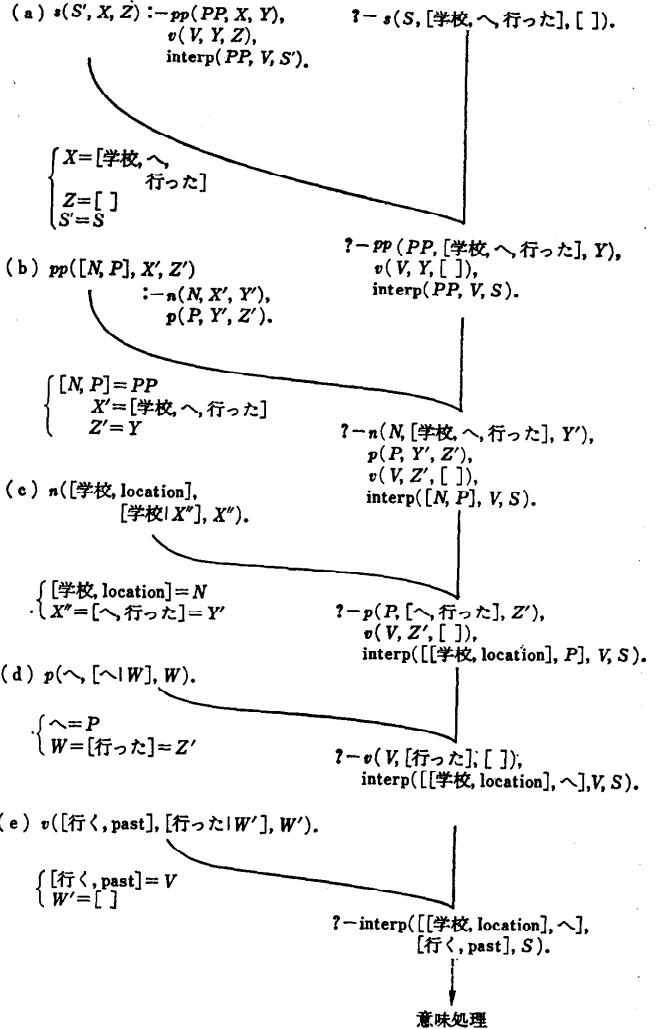 (a) s(S′, X, Z) :−pp(PP, X, Y),
v(V, Y, Z),
interp(PP, V, S′).
?−s(S, [学校,へ,行った], [ ]).
X=[学校,へ,
行った]
Z=[ ]
S′=S
?−pp(PP, [学校,へ,行った], Y),
v(V, Y, [ ]),
interp(PP, V, S).
(b) pp([N, P], X′, Z′)
:−n(N, X′, Y′),
p(P, Y′, Z′).
[N, P]=PP
X′=[学校,へ,行った]
Z′=Y
?−n(N, [学校,へ,行った], Y′),
p(P, Y′, Z′),
v(V, Z′, [ ]),
interp([N, P], V, S).
(c) n([学校, location],
[学校|X″], X″).
[学校, location]=N
X″=[へ,行った]=Y′
?−p(P, [へ,行った], Z′),
v(V, Z′, [ ]),
interp([[学校, location], P], V, S).
(d) p(へ, [へ|W], W).
へ=P
W=[行った]=Z′
?−v(V, [行った], [ ]),
interp([[学校, location],へ],V, S).
(e) v([行く, past], [行った|W′], W′).
[行く, past]=V
W′=[ ]
?−interp([[学校, location],へ],
[行く, past], S).
意味処理